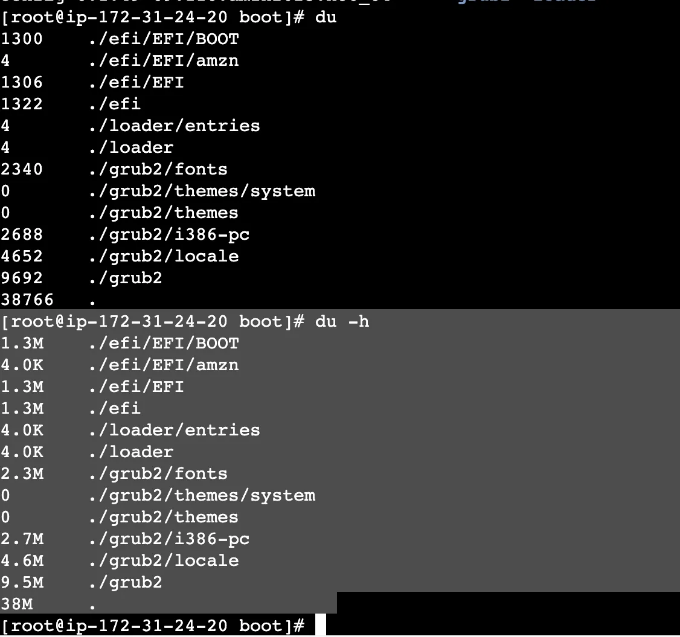 [root@ip-172-31-24-20 boot]# du
1300 ./efi/EFI/BOOT
4 ./efi/EFI/amzn
1306 ./efi/EFI
1322 ./efi
4 ./loader/entries
4 ./loader
2340 ./grub2/fonts
0 ./grub2/themes/system
0 ./grub2/themes
2688 ./grub2/i386-pc
4652 ./grub2/locale
9692 ./grub2
38766 .
[root@ip-172-31-24-20 boot]# du -h
1.3M ./efi/EFI/BOOT
4.0K ./efi/EFI/amzn
1.3M ./efi/EFI
1.3M ./efi
4.0K ./loader/entries
4.0K ./loader
2.3M ./grub2/fonts
0 ./grub2/themes/system
0 ./grub2/themes
2.7M ./grub2/i386-pc
4.6M ./grub2/locale
9.5M ./grub2
38M .
[root@ip-172-31-24-20 boot]#